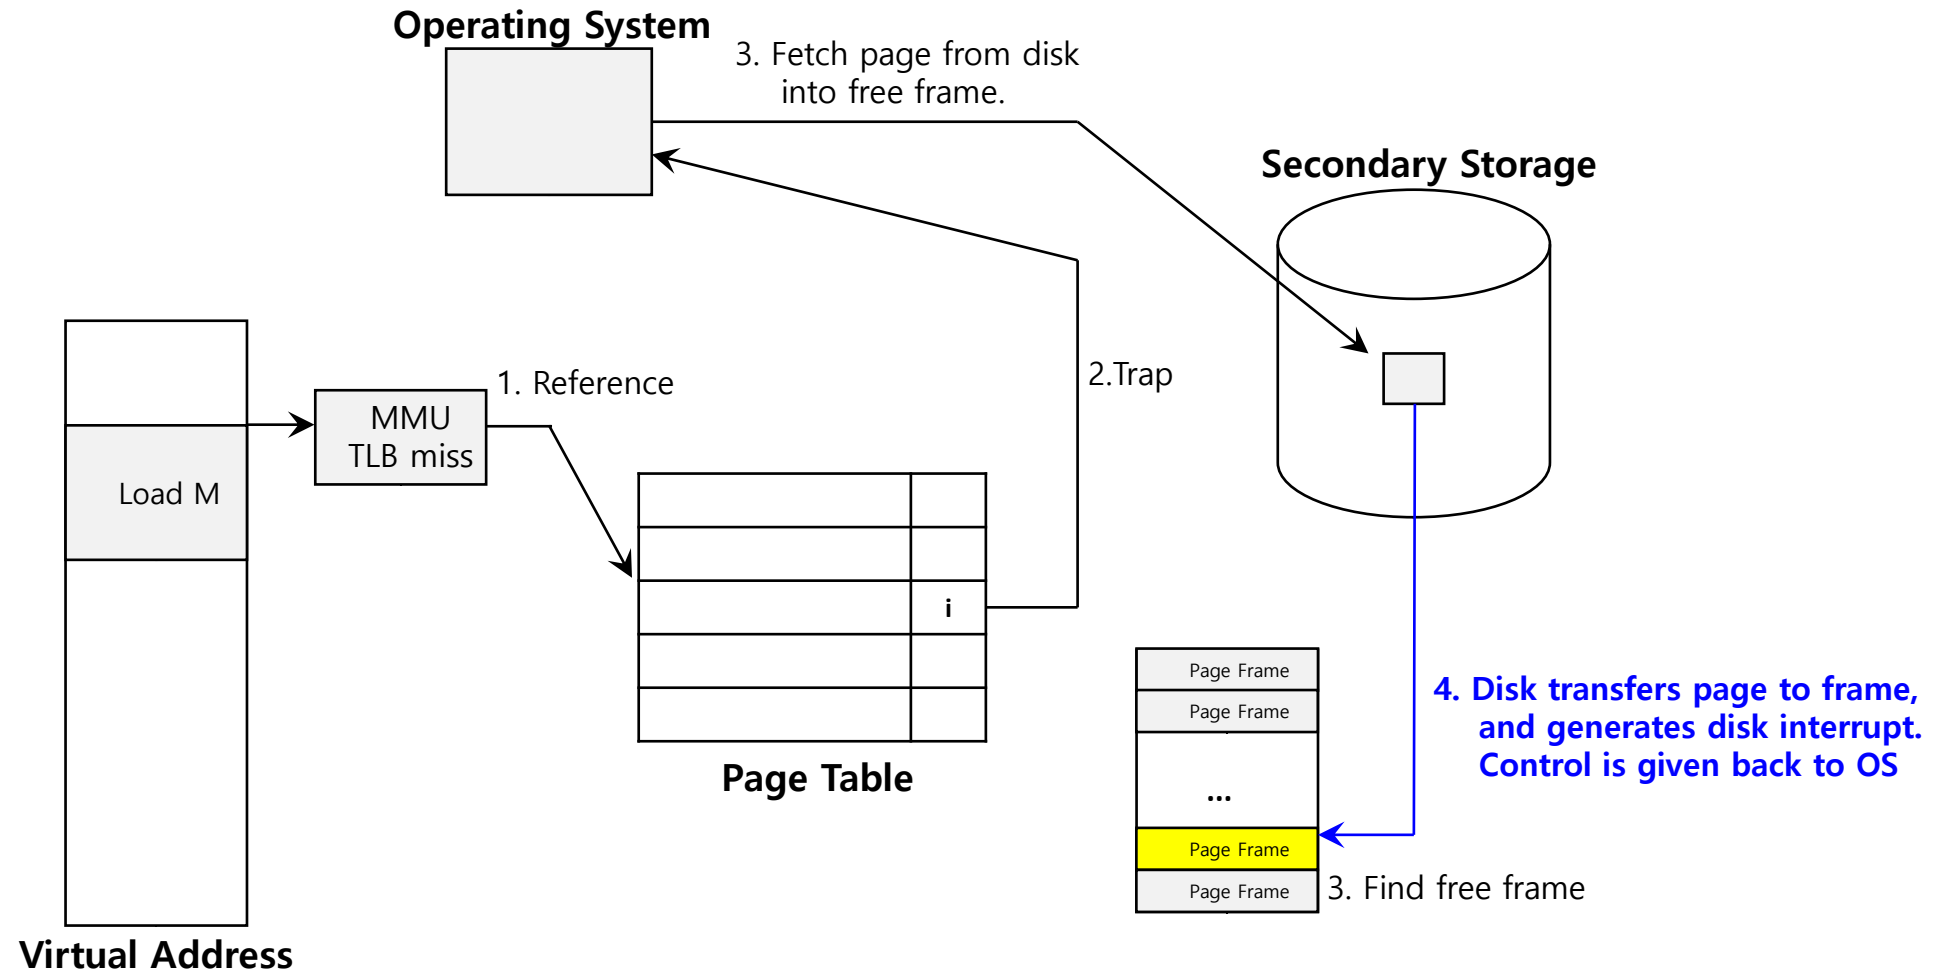 Operating System
3. Fetch page from disk
into free frame.
Secondary Storage
1. Reference
2.Trap
MMU
TLB miss
Load M
i
Page Table
Page Frame
Page Frame
...
Page Frame
Page Frame
4. Disk transfers page to frame,
and generates disk interrupt.
Control is given back to OS
3. Find free frame
Virtual Address